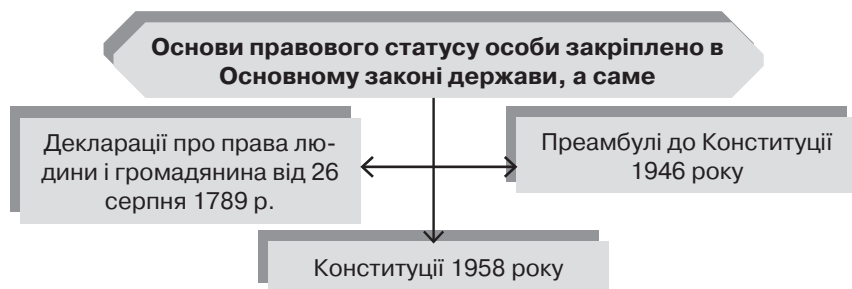 Основи правового статусу особи закріплено в
Основному законі держави, а саме
Декларації про права лю-
дини і громадянина від 26
серпня 1789 р.
Преамбулі до Конституції
1946 року
Конституції 1958 року